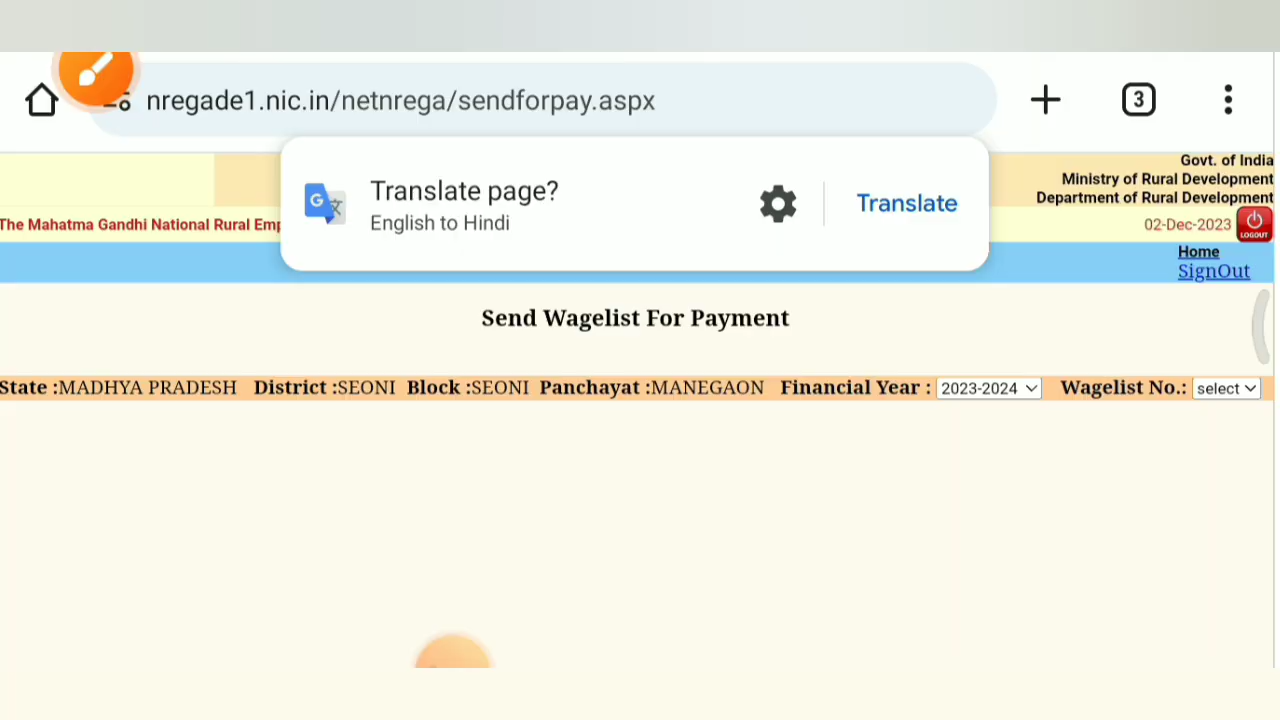 nregade1.nic.in/netnrega/sendforpay.aspx
3
Translate page?
English to Hindi
Translate
Govt. of India
Ministry of Rural Development
Department of Rural Development
The Mahatma Gandhi National Rural
02-Dec-2023
LOGOUT
Home
SignOut
Send Wagelist For Payment
State :MADHYA PRADESH District :SEONI Block :SEONI Panchayat :MANEGAON Financial Year : 2023-2024 Wagelist No.: select